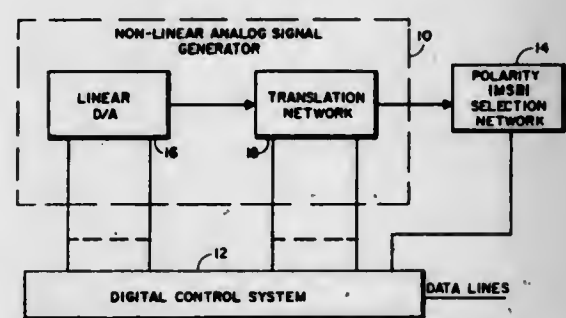 NON-LINEAR ANALOG SIGNAL
GENERATOR
10
14
LINEAR
D/A
TRANSLATION
NETWORK
POLARITY
(MSB)
SELECTION
NETWORK
16
18
12
DIGITAL CONTROL SYSTEM
DATA LINES